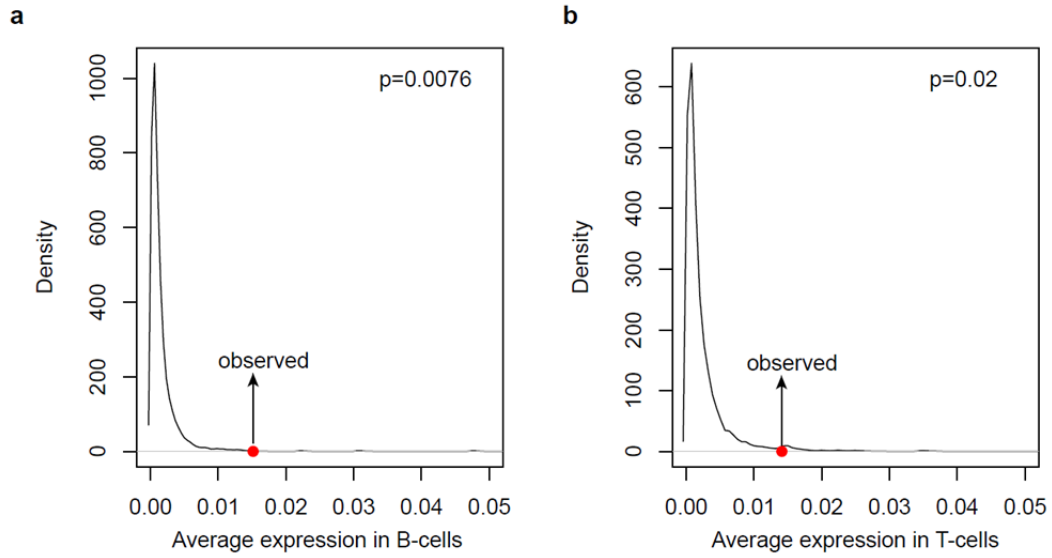 a
p=0.0076
Density
0
200
400
600
800
1000
observed
0.00 0.01 0.02 0.03 0.04 0.05
Average expression in B-cells
b
p=0.02
Density
0
100
200
300
400
500
600
observed
0.00 0.01 0.02 0.03 0.04 0.05
Average expression in T-cells